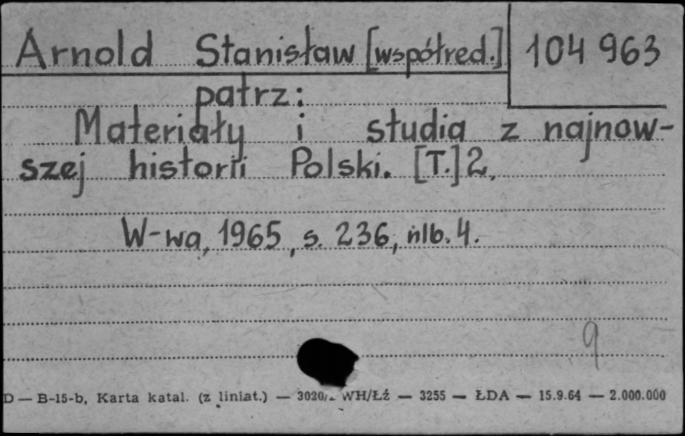 Arnold Stanisław [współred.] 104 963
patrz:
Materiały i studia z najnow-
szej historii Polski. [T.] 2,
W-wa, 1965, s. 236, nlb. 4.
9
D — B-15-b, Karta katal. (z liniat.) — 3020/ WH/Łź — 3255 — ŁDA — 15.9.64 — 2.000.000